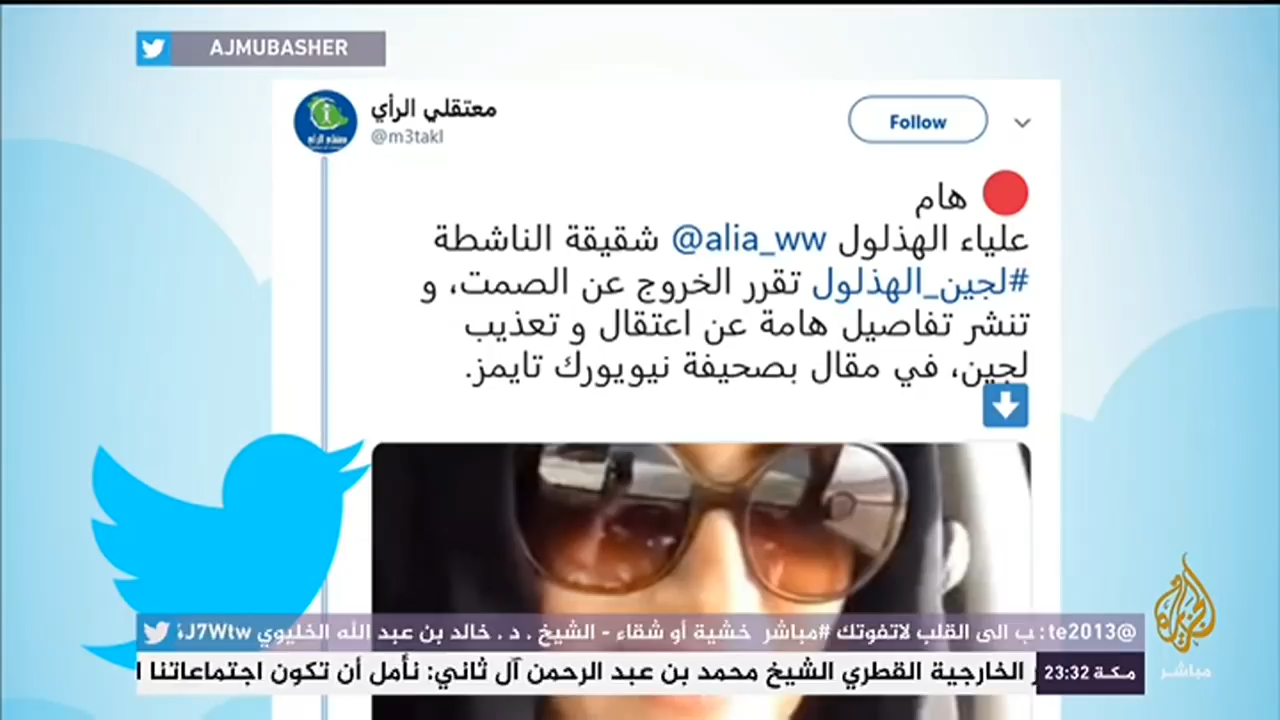 AJMUBASHER
معتقلي الرأي
@m3takl
Follow
هام
علياء الهذلول @alia_ww شقيقة الناشطة
#لجين_الهذلول تقرر الخروج عن الصمت، و
تنشر تفاصيل هامة عن اعتقال و تعذيب
لجين، في مقال بصحيفة نيويورك تايمز.
@te2013: ب الى القلب لاتفوتك #مباشر خشية أو شقاء - الشيخ . د . خالد بن عبد الله الخليوي J7Wtw
مكة 23:32
الخارجية القطري الشيخ محمد بن عبد الرحمن آل ثاني: نأمل أن تكون اجتماعاتنا ا
الجزيرة
مباشر